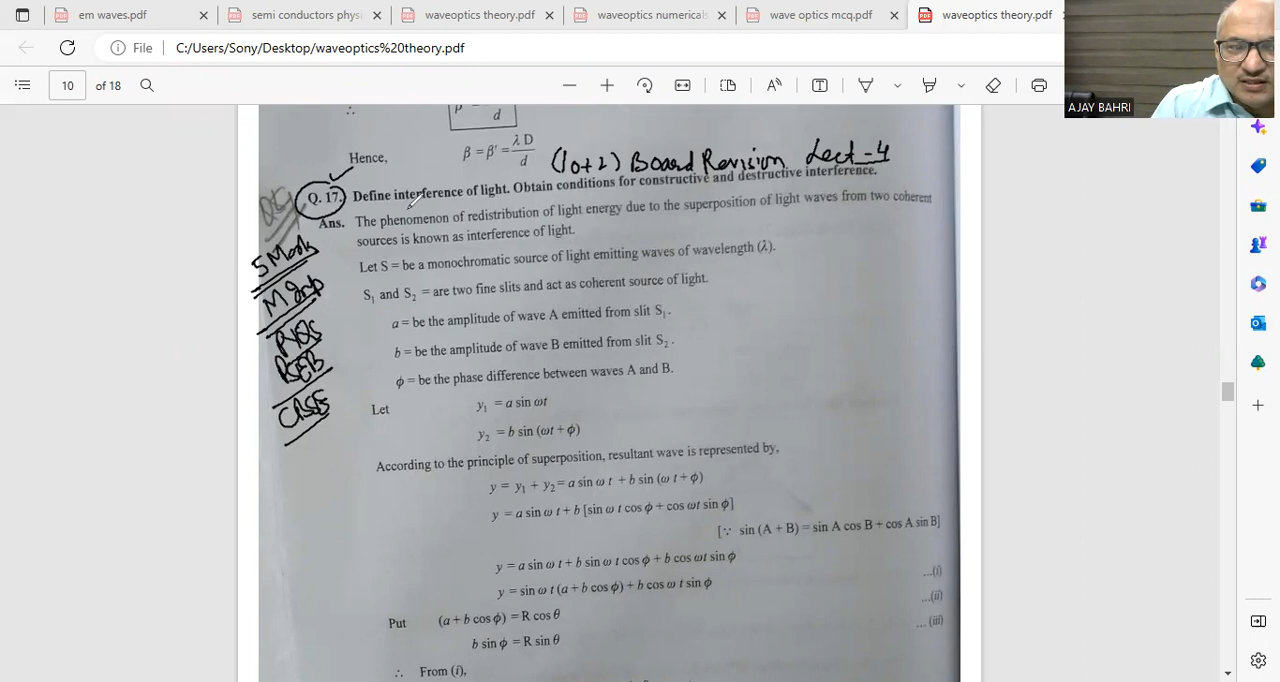 em waves.pdf
semi conductors phys
waveoptics theory.pdf
waveoptics numericals
wave optics mcq.pdf
waveoptics theory.pdf
File C:/Users/Sony/Desktop/waveoptics%20theory.pdf
10 of 18
AJAY BAHRI
∴ d
Hence, β = β' = λ D / d
(10+2) Board Revision Lect-4
Q. 17. Define interference of light. Obtain conditions for constructive and destructive interference.
Ans. The phenomenon of redistribution of light energy due to the superposition of light waves from two coherent
sources is known as interference of light.
5 Mark
M Imp
PYQs
PSEB
CBSE
Let S = be a monochromatic source of light emitting waves of wavelength (λ).
S₁ and S₂ = are two fine slits and act as coherent source of light.
a = be the amplitude of wave A emitted from slit S₁.
b = be the amplitude of wave B emitted from slit S₂.
ϕ = be the phase difference between waves A and B.
Let y₁ = a sin ωt
y₂ = b sin (ωt + ϕ)
According to the principle of superposition, resultant wave is represented by,
y = y₁ + y₂ = a sin ω t + b sin (ω t + ϕ)
y = a sin ω t + b [sin ω t cos ϕ + cos ωt sin ϕ]
[∵ sin (A + B) = sin A cos B + cos A sin B]
y = a sin ω t + b sin ω t cos ϕ + b cos ωt sin ϕ
y = sin ω t (a + b cos ϕ) + b cos ω t sin ϕ ...(i)
Put (a + b cos ϕ) = R cos θ ...(ii)
b sin ϕ = R sin θ ...(iii)
∴ From (i),